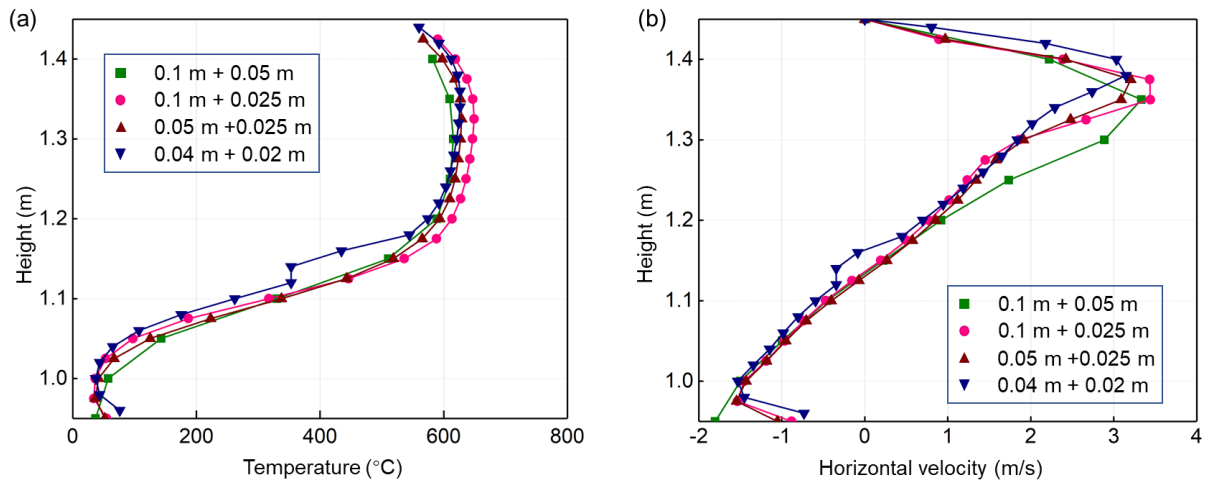 (a)
0.1 m + 0.05 m
0.1 m + 0.025 m
0.05 m +0.025 m
0.04 m + 0.02 m
1.4
1.3
1.2
1.1
1.0
Height (m)
0 200 400 600 800
Temperature (°C)
(b)
0.1 m + 0.05 m
0.1 m + 0.025 m
0.05 m +0.025 m
0.04 m + 0.02 m
1.4
1.3
1.2
1.1
1.0
Height (m)
-2 -1 0 1 2 3 4
Horizontal velocity (m/s)